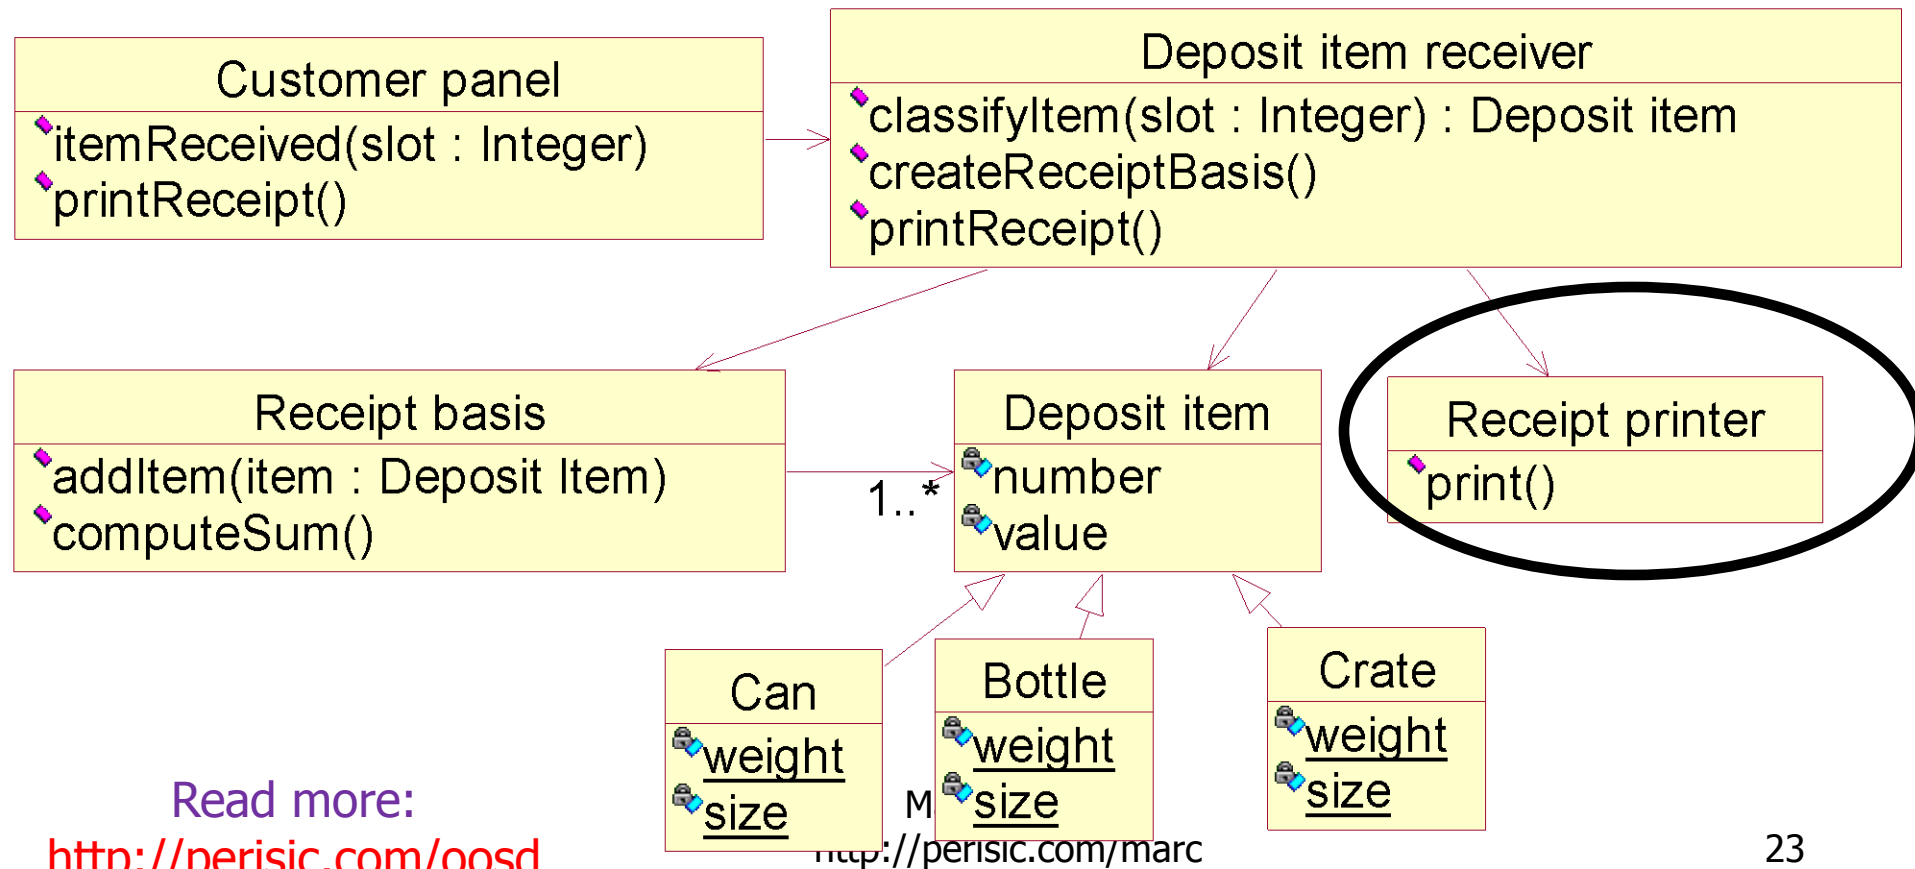 Customer panel
itemReceived(slot : Integer)
printReceipt()
Deposit item receiver
classifyItem(slot : Integer) : Deposit item
createReceiptBasis()
printReceipt()
Receipt basis
addItem(item : Deposit Item)
computeSum()
1..*
Deposit item
number
value
Receipt printer
print()
Can
weight
size
Bottle
weight
size
Crate
weight
size
Read more:
http://perisic.com/oosd
http://perisic.com/marc
23